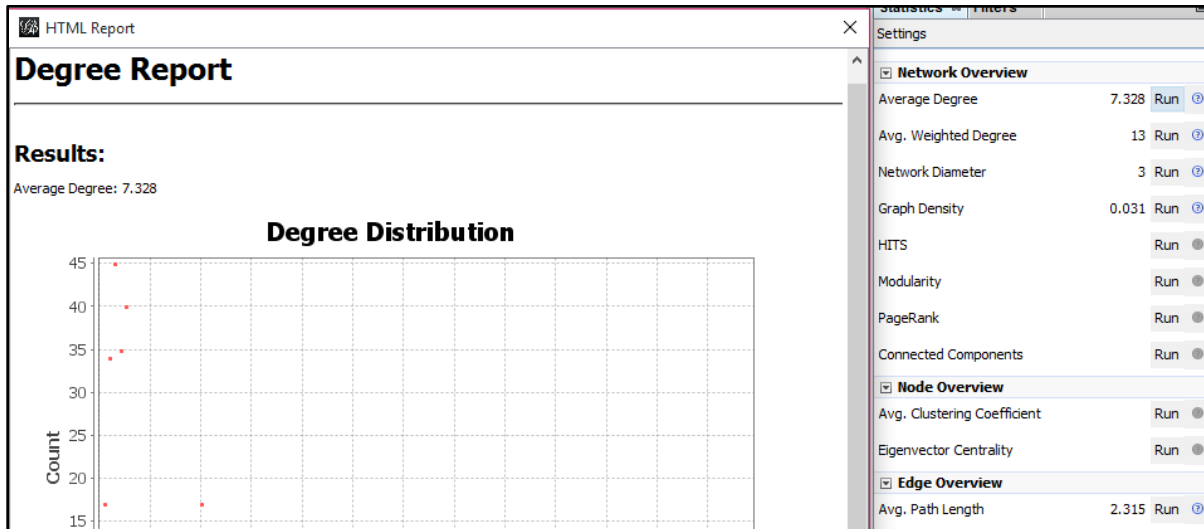 HTML Report
Degree Report
Results:
Average Degree: 7.328
Degree Distribution
45
40
35
30
25
20
15
Count
Statistics Filters
Settings
Network Overview
Average Degree 7.328 Run
Avg. Weighted Degree 13 Run
Network Diameter 3 Run
Graph Density 0.031 Run
HITS Run
Modularity Run
PageRank Run
Connected Components Run
Node Overview
Avg. Clustering Coefficient Run
Eigenvector Centrality Run
Edge Overview
Avg. Path Length 2.315 Run